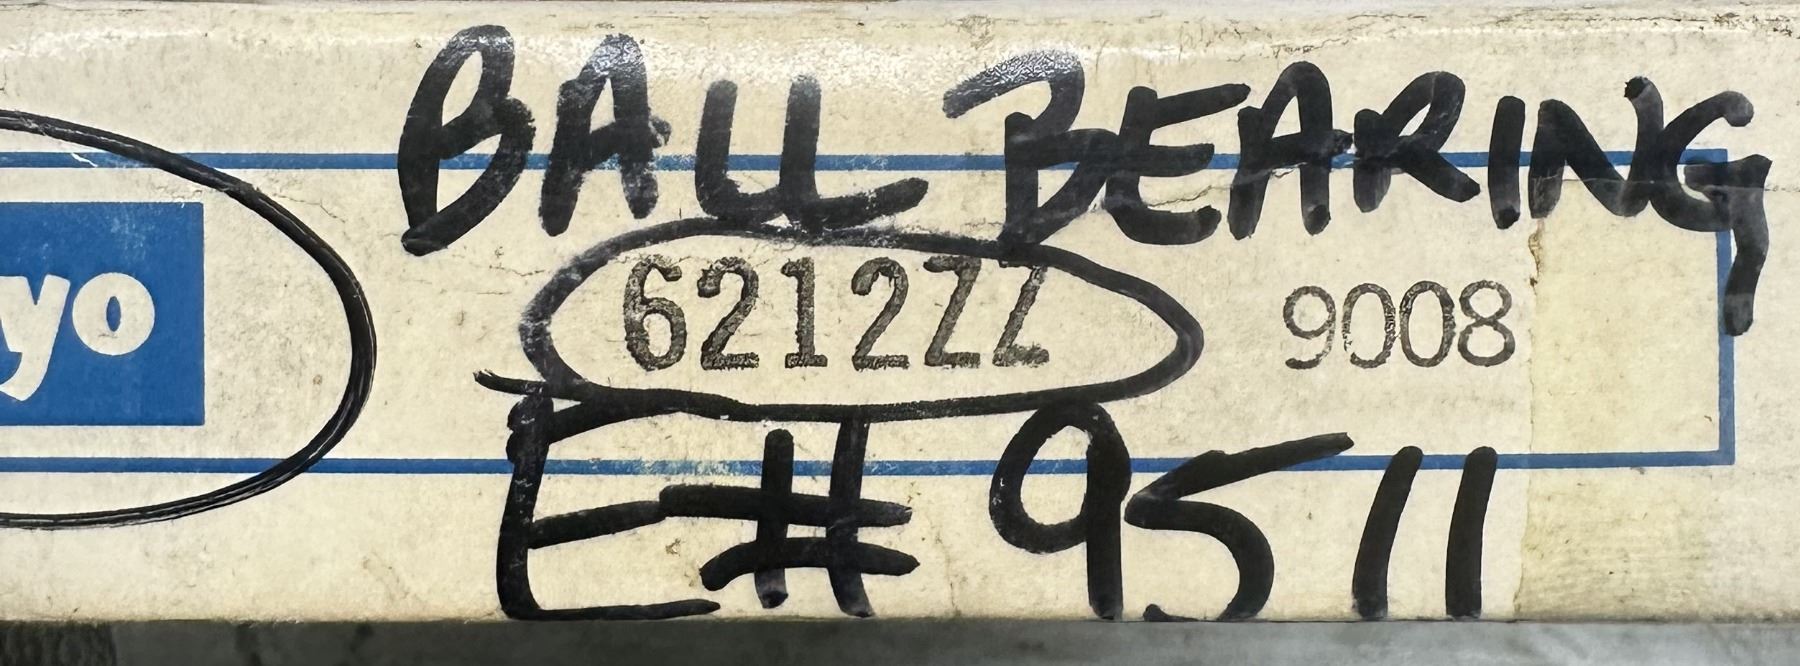 BALL BEARING
yo
6212ZZ 9008
E# 9511